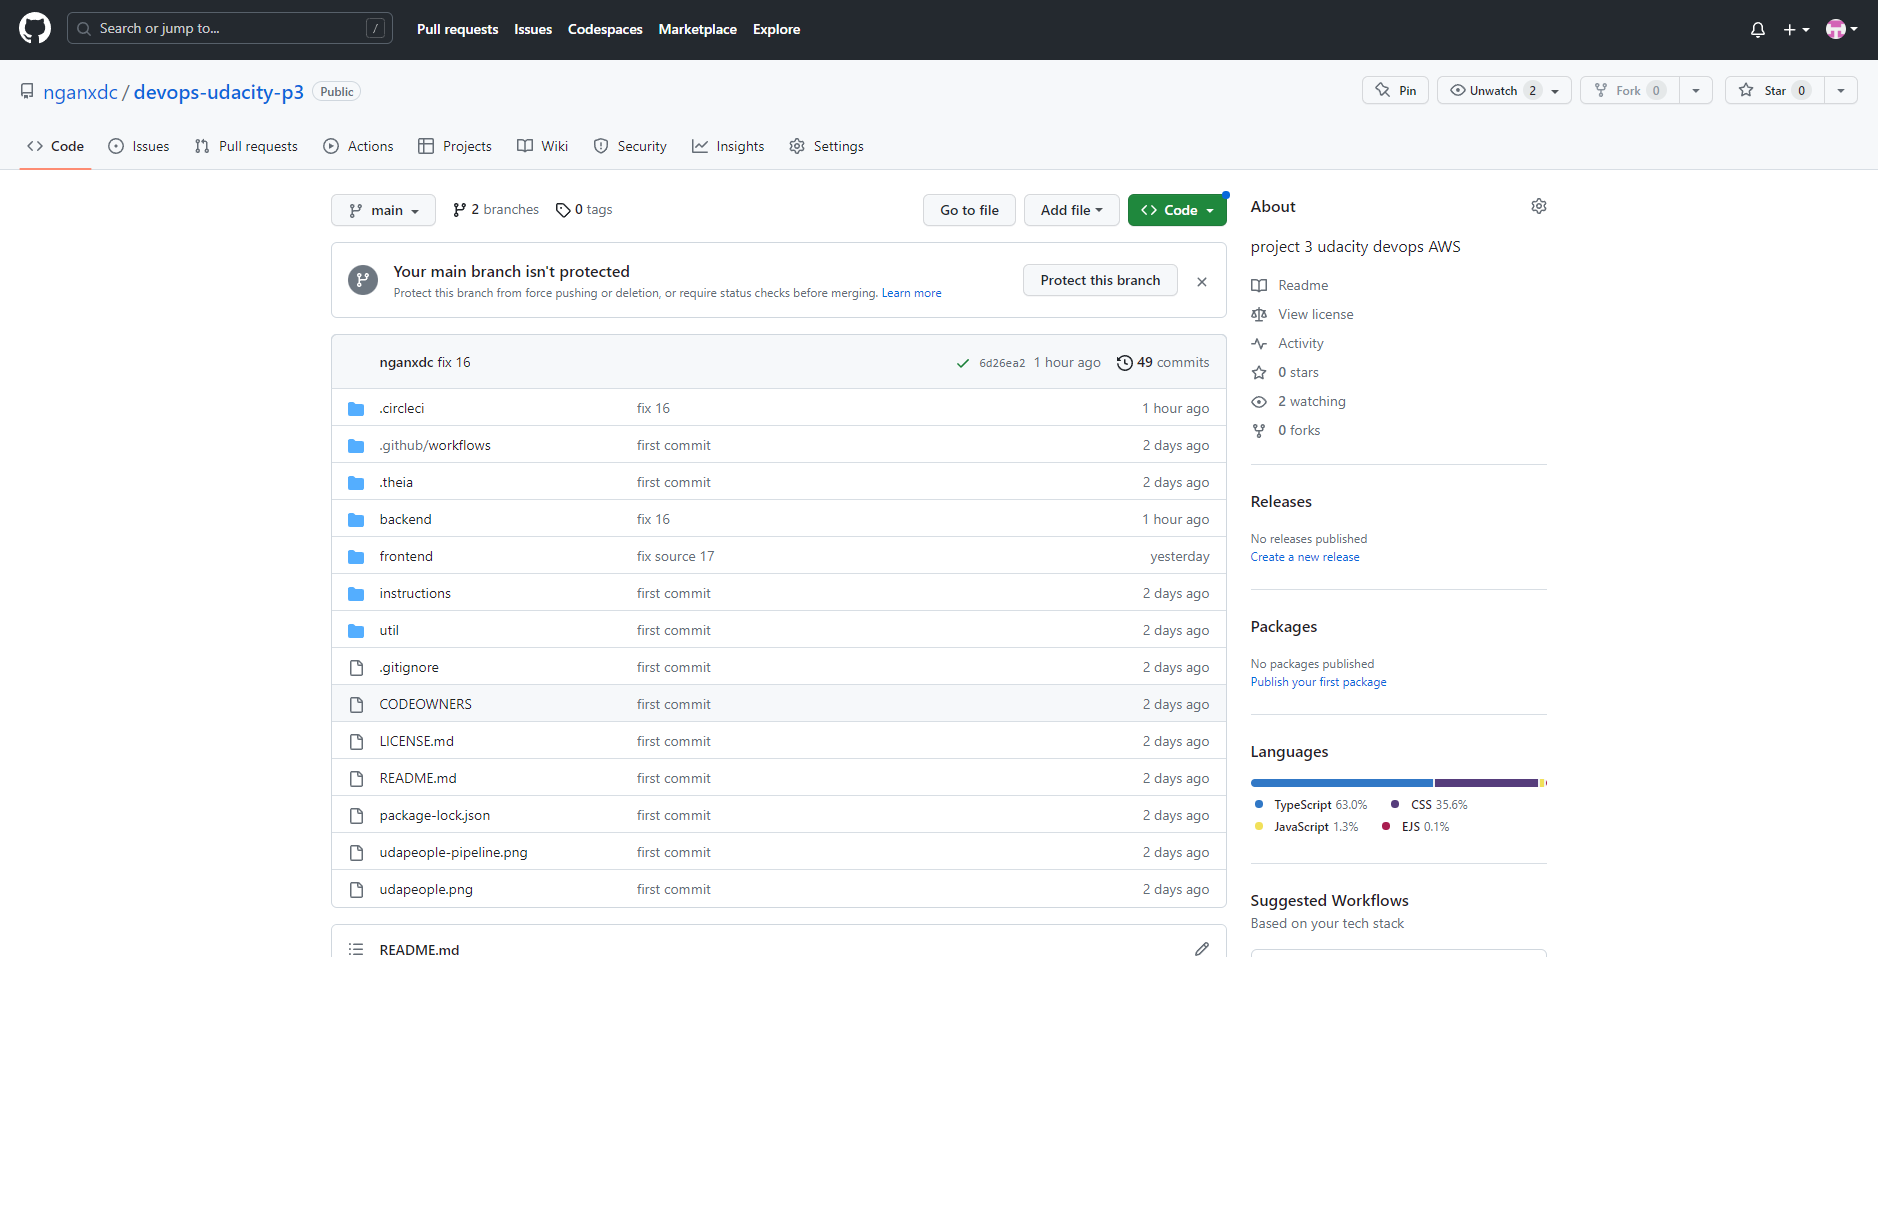 Search or jump to... /
Pull requests Issues Codespaces Marketplace Explore
nganxdc / devops-udacity-p3 Public
Pin Unwatch 2 Fork 0 Star 0
Code Issues Pull requests Actions Projects Wiki Security Insights Settings
main 2 branches 0 tags Go to file Add file Code
Your main branch isn't protected
Protect this branch from force pushing or deletion, or require status checks before merging. Learn more
Protect this branch
nganxdc fix 16 6d26ea2 1 hour ago 49 commits
.circleci fix 16 1 hour ago
.github/workflows first commit 2 days ago
.theia first commit 2 days ago
backend fix 16 1 hour ago
frontend fix source 17 yesterday
instructions first commit 2 days ago
util first commit 2 days ago
.gitignore first commit 2 days ago
CODEOWNERS first commit 2 days ago
LICENSE.md first commit 2 days ago
README.md first commit 2 days ago
package-lock.json first commit 2 days ago
udapeople-pipeline.png first commit 2 days ago
udapeople.png first commit 2 days ago
README.md
About
project 3 udacity devops AWS
Readme
View license
Activity
0 stars
2 watching
0 forks
Releases
No releases published
Create a new release
Packages
No packages published
Publish your first package
Languages
TypeScript 63.0% CSS 35.6%
JavaScript 1.3% EJS 0.1%
Suggested Workflows
Based on your tech stack